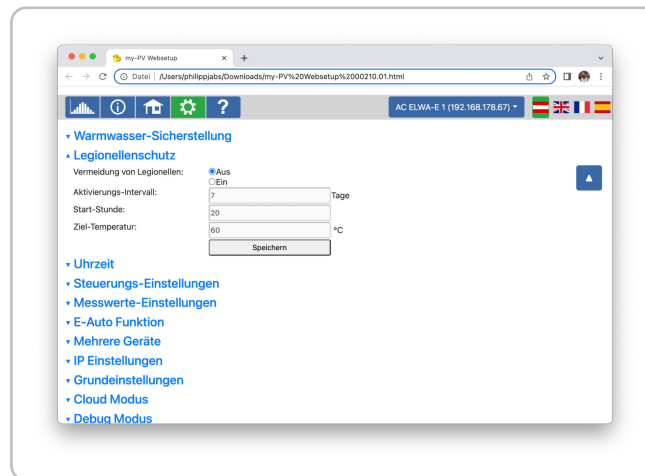 my-PV Websetup
Datei | /Users/philippjabs/Downloads/my-PV%20Websetup%2000210.01.html
?
AC ELWA-E 1 (192.168.178.67)
Warmwasser-Sicherstellung
Legionellenschutz
Vermeidung von Legionellen: Aus
Ein
Aktivierungs-Intervall: 7 Tage
Start-Stunde: 20
Ziel-Temperatur: 60 °C
Speichern
Uhrzeit
Steuerungs-Einstellungen
Messwerte-Einstellungen
E-Auto Funktion
Mehrere Geräte
IP Einstellungen
Grundeinstellungen
Cloud Modus
Debug Modus